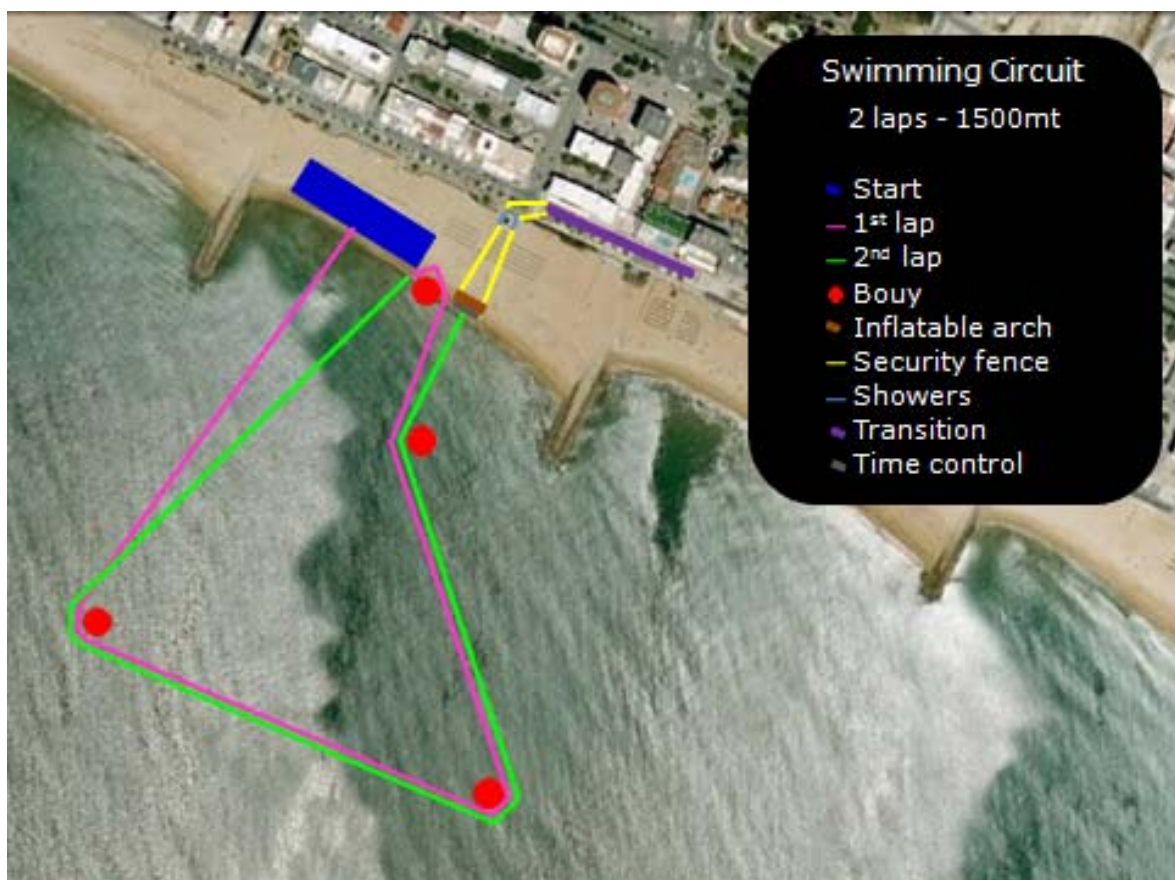 Swimming Circuit
2 laps - 1500mt
Start
1st lap
2nd lap
Bouy
Inflatable arch
Security fence
Showers
Transition
Time control